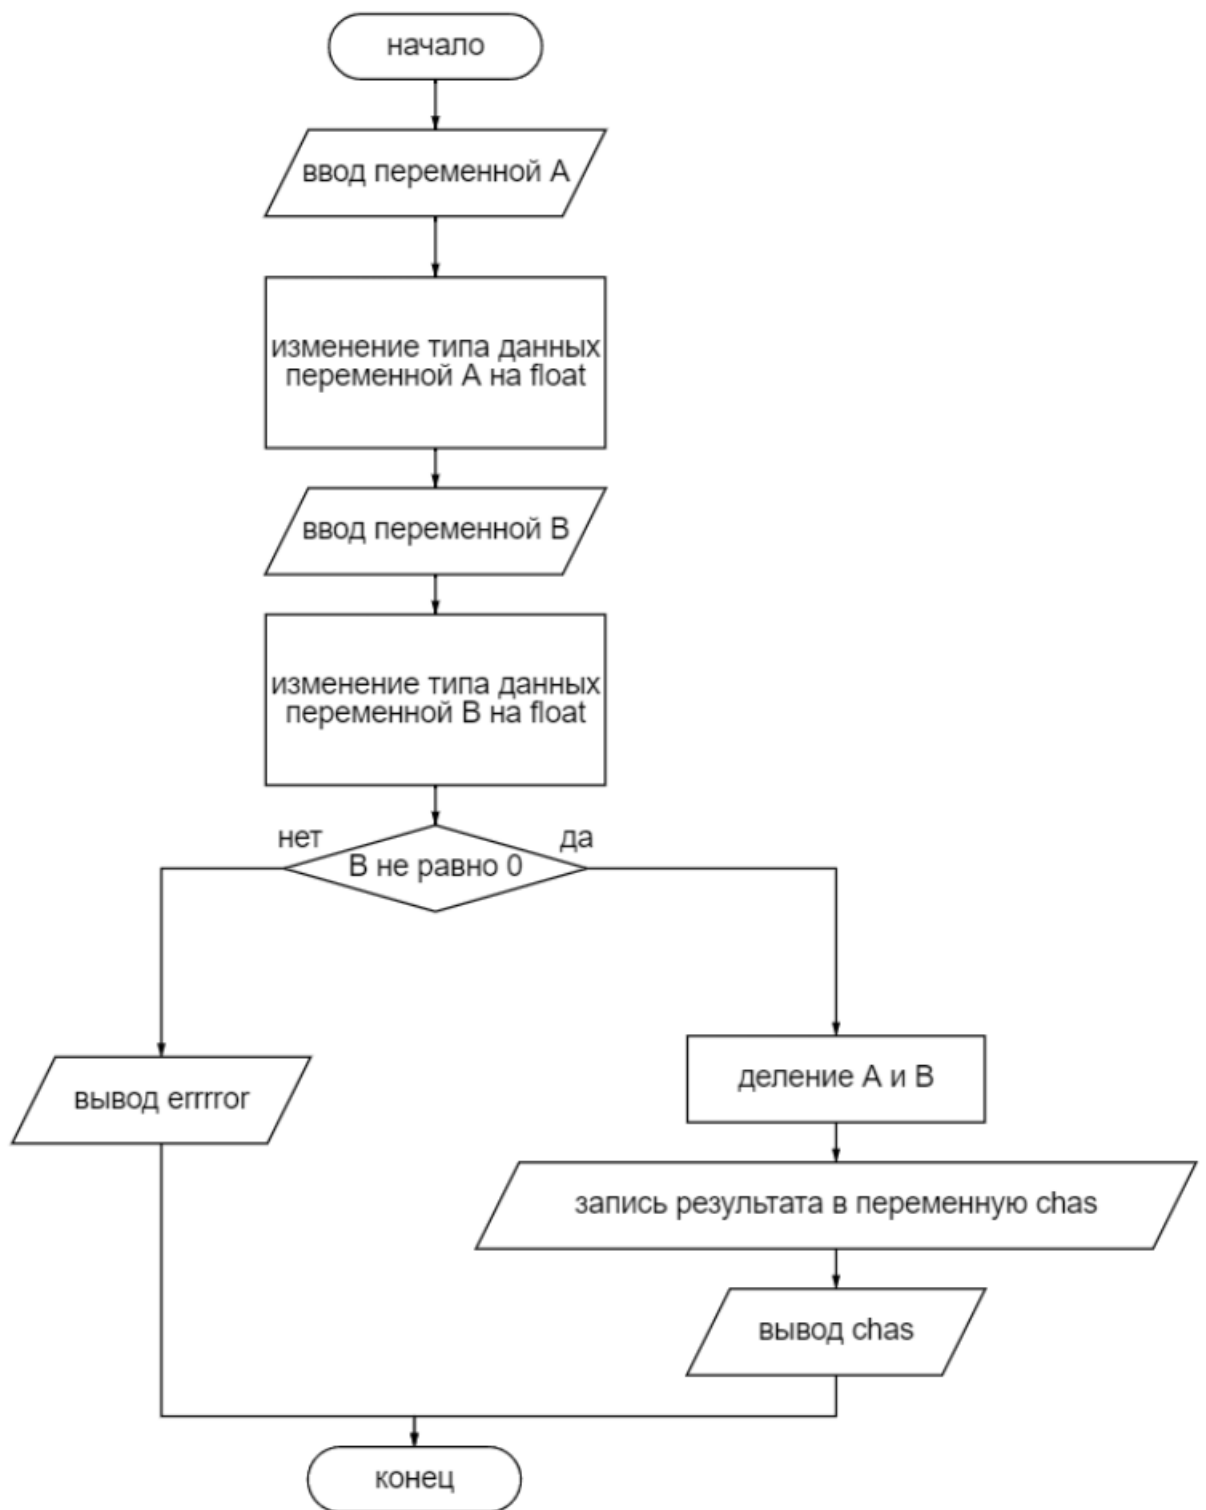 начало
ввод переменной А
изменение типа данных
переменной А на float
ввод переменной В
изменение типа данных
переменной В на float
нет
да
В не равно 0
вывод errrror
деление А и В
запись результата в переменную chas
вывод chas
конец